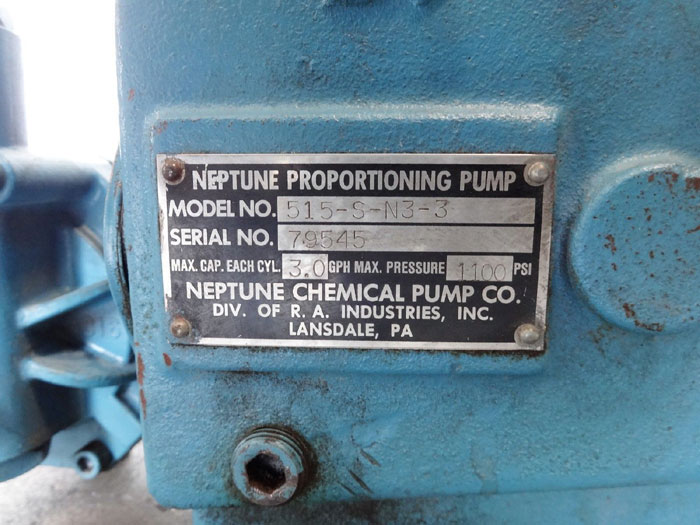 NEPTUNE PROPORTIONING PUMP
MODEL NO. 515-S-N3-3
SERIAL NO. 79545
MAX. CAP. EACH CYL. 3.0 GPH MAX. PRESSURE 1100 PSI
NEPTUNE CHEMICAL PUMP CO.
DIV. OF R. A. INDUSTRIES, INC.
LANSDALE, PA